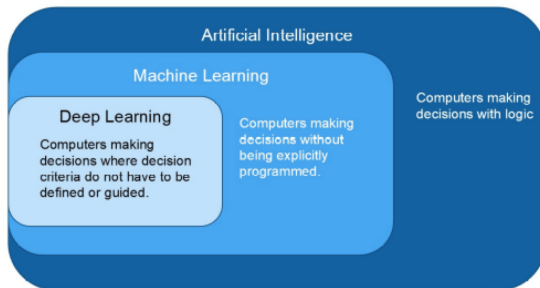 Artificial Intelligence
Machine Learning
Deep Learning
Computers making
decisions where decision
criteria do not have to be
defined or guided.
Computers making
decisions without
being explicitly
programmed.
Computers making
decisions with logic